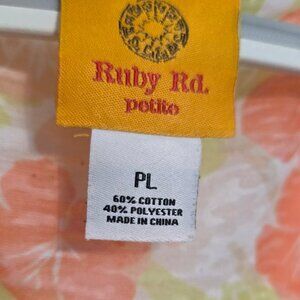 Ruby Rd.
petite
PL
60% COTTON
40% POLYESTER
MADE IN CHINA